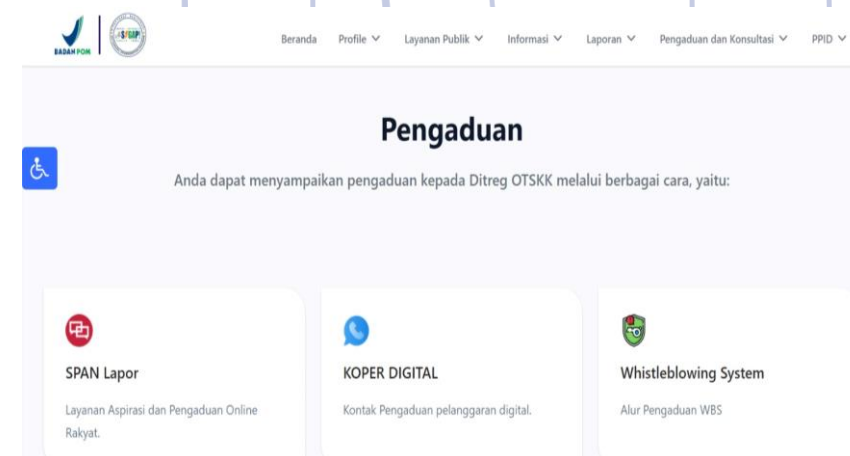 BADAN POM
Beranda Profile Layanan Publik Informasi Laporan Pengaduan dan Konsultasi PPID
Pengaduan
Anda dapat menyampaikan pengaduan kepada Ditreg OTSKK melalui berbagai cara, yaitu:
SPAN Lapor
KOPER DIGITAL
Whistleblowing System
Layanan Aspirasi dan Pengaduan Online
Rakyat.
Kontak Pengaduan pelanggaran digital.
Alur Pengaduan WBS